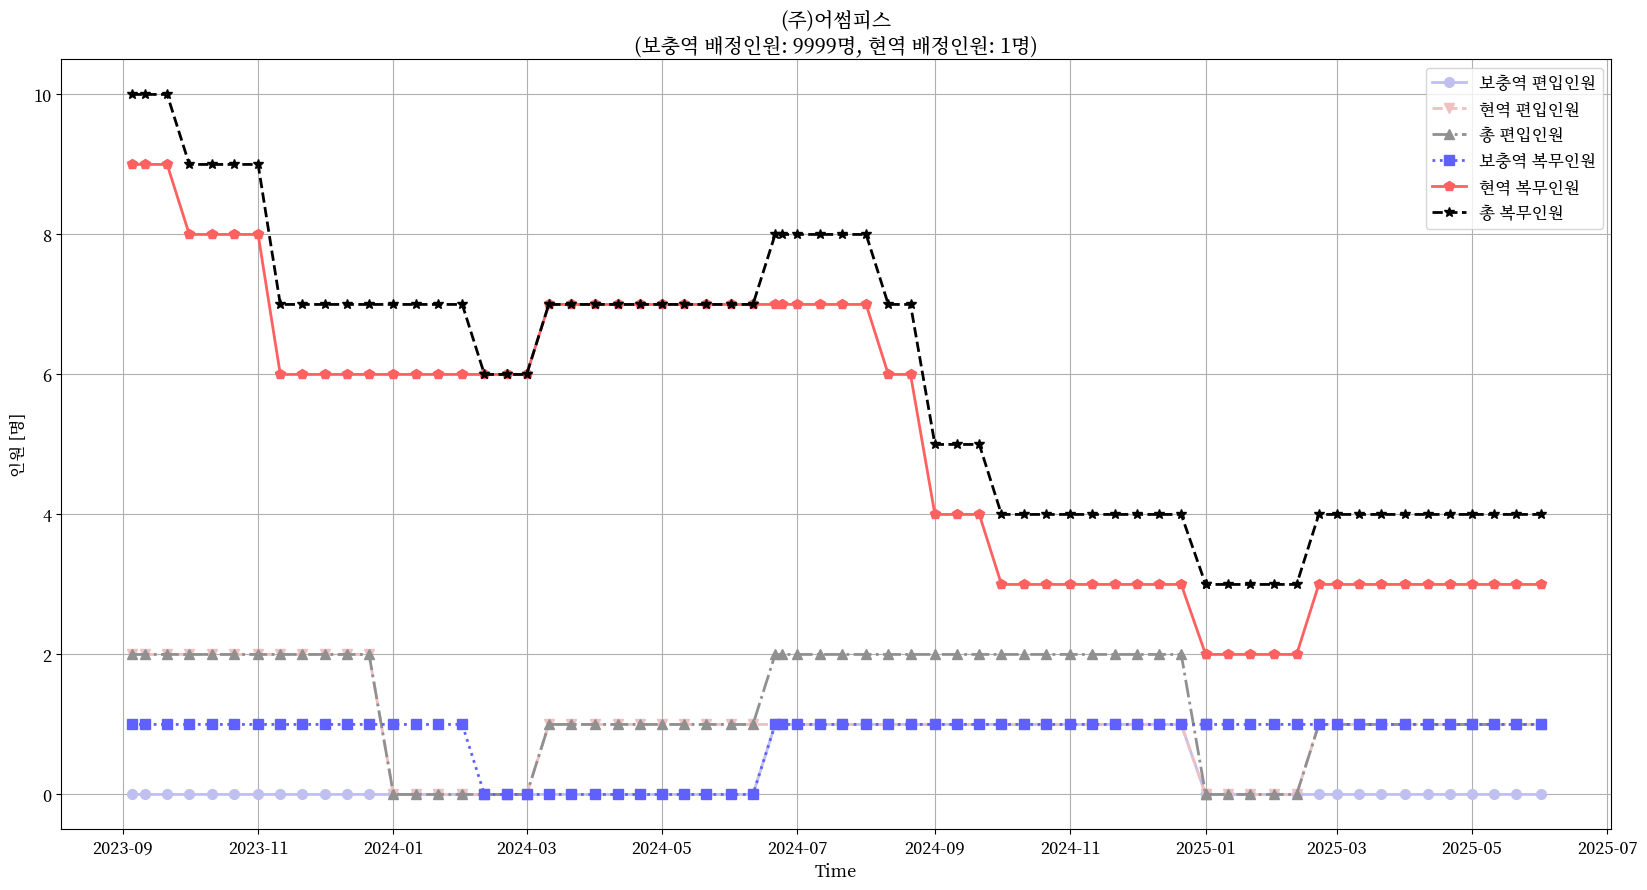 (주)어썸피스
(보충역 배정인원: 9999명, 현역 배정인원: 1명)
보충역 편입인원
현역 편입인원
총 편입인원
보충역 복무인원
현역 복무인원
총 복무인원
인원 [명]
10
8
6
4
2
0
2023-09 2023-11 2024-01 2024-03 2024-05 2024-07 2024-09 2024-11 2025-01 2025-03 2025-05 2025-07
Time